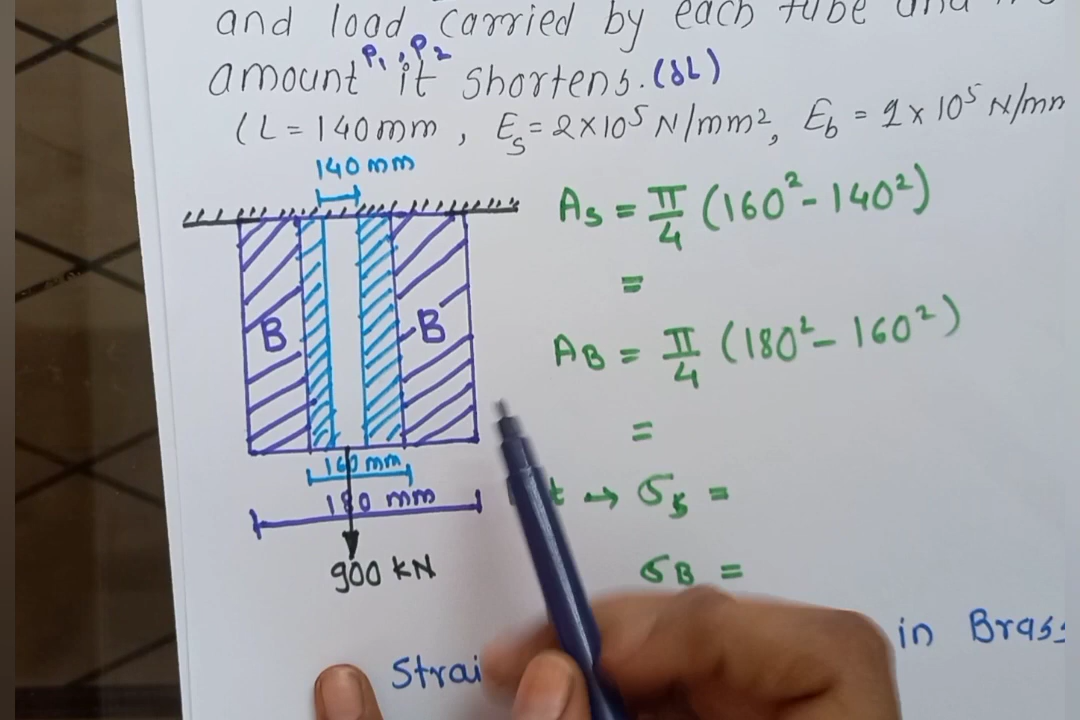 and load carried by each tube and
P1, P2
amount it shortens. (δL)
(L = 140mm , Es = 2×10⁵ N/mm², Eb = 1×10⁵ N/mm
140 mm
As = π/4 (160² - 140²)
=
B B
AB = π/4 (180² - 160²)
=
160 mm
180 mm
→ σs =
900 kN
σB =
in Brass
Strai